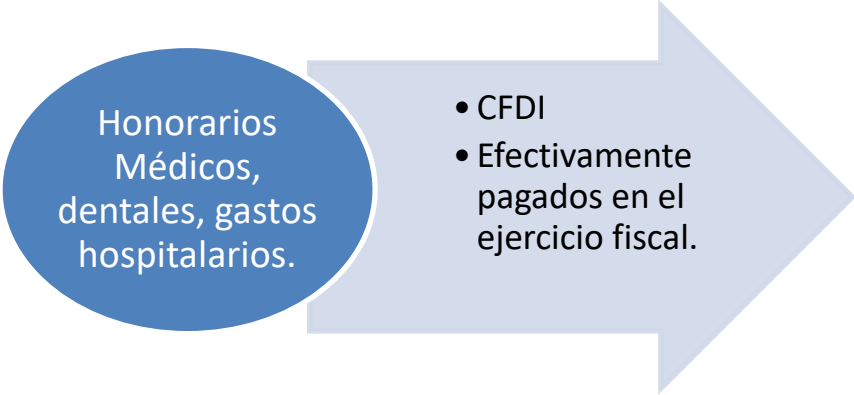 Honorarios
Médicos,
dentales, gastos
hospitalarios.
• CFDI
• Efectivamente
pagados en el
ejercicio fiscal.